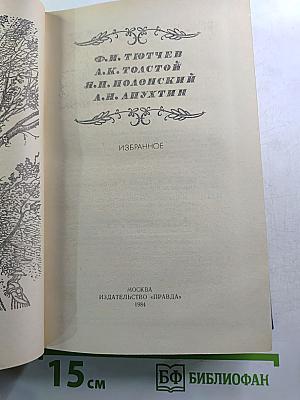 Ф.И. ТЮТЧЕВ
А.К. ТОЛСТОЙ
Я.П. ПОЛОНСКИЙ
А.Н. АПУХТИН
ИЗБРАННОЕ
МОСКВА
ИЗДАТЕЛЬСТВО «ПРАВДА»
1984
15 см
БФ БИБЛИОФАН